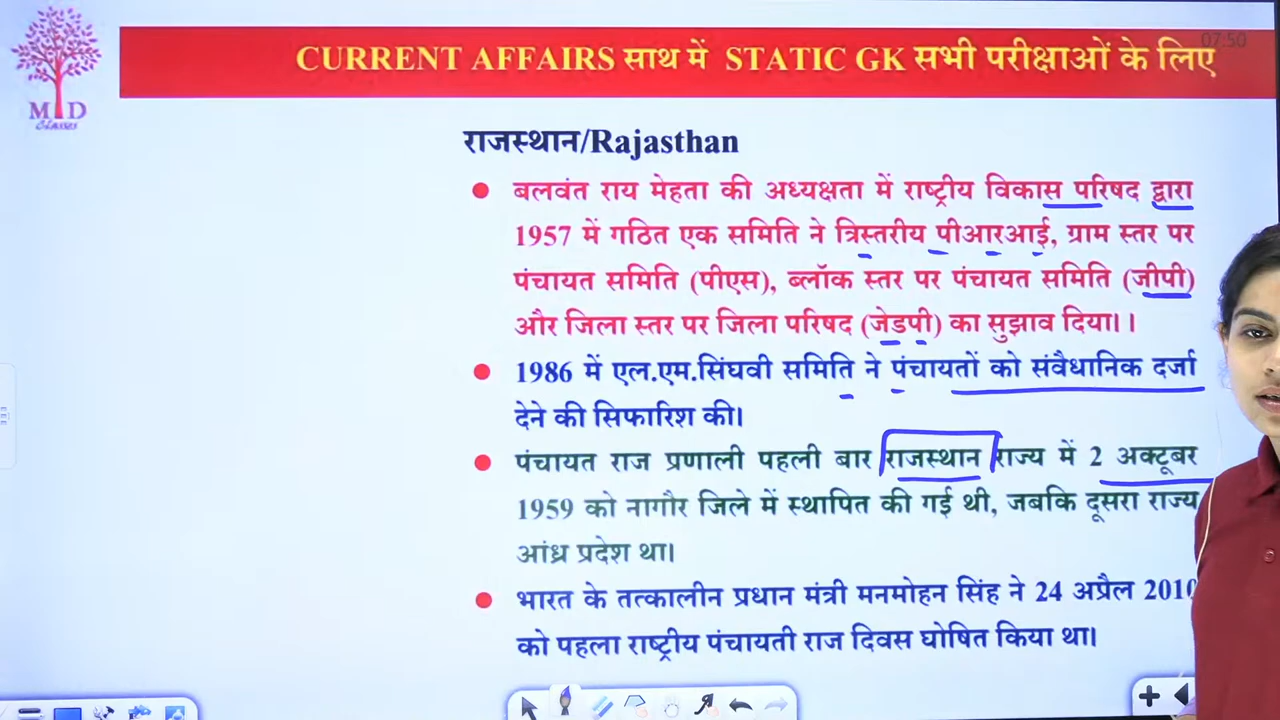 07:50
CURRENT AFFAIRS साथ में STATIC GK सभी परीक्षाओं के लिए
M D
Classes
राजस्थान/Rajasthan
बलवंत राय मेहता की अध्यक्षता में राष्ट्रीय विकास परिषद द्वारा
1957 में गठित एक समिति ने त्रिस्तरीय पीआरआई, ग्राम स्तर पर
पंचायत समिति (पीएस), ब्लॉक स्तर पर पंचायत समिति (जीपी)
और जिला स्तर पर जिला परिषद (जेडपी) का सुझाव दिया।।
1986 में एल.एम.सिंघवी समिति ने पंचायतों को संवैधानिक दर्जा
देने की सिफारिश की।
पंचायत राज प्रणाली पहली बार राजस्थान राज्य में 2 अक्टूबर
1959 को नागौर जिले में स्थापित की गई थी, जबकि दूसरा राज्य
आंध्र प्रदेश था।
भारत के तत्कालीन प्रधान मंत्री मनमोहन सिंह ने 24 अप्रैल 2010
को पहला राष्ट्रीय पंचायती राज दिवस घोषित किया था।